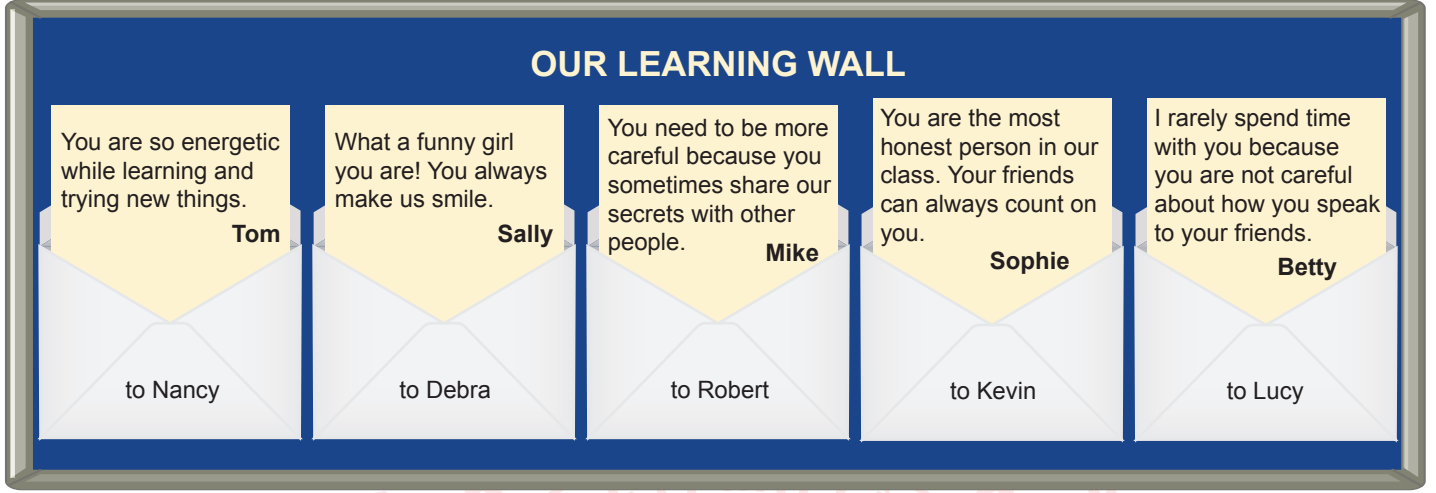 OUR LEARNING WALL
You are so energetic
while learning and
trying new things.
Tom
to Nancy
What a funny girl
you are! You always
make us smile.
Sally
to Debra
You need to be more
careful because you
sometimes share our
secrets with other
people.
Mike
to Robert
You are the most
honest person in our
class. Your friends
can always count on
you.
Sophie
to Kevin
I rarely spend time
with you because
you are not careful
about how you speak
to your friends.
Betty
to Lucy